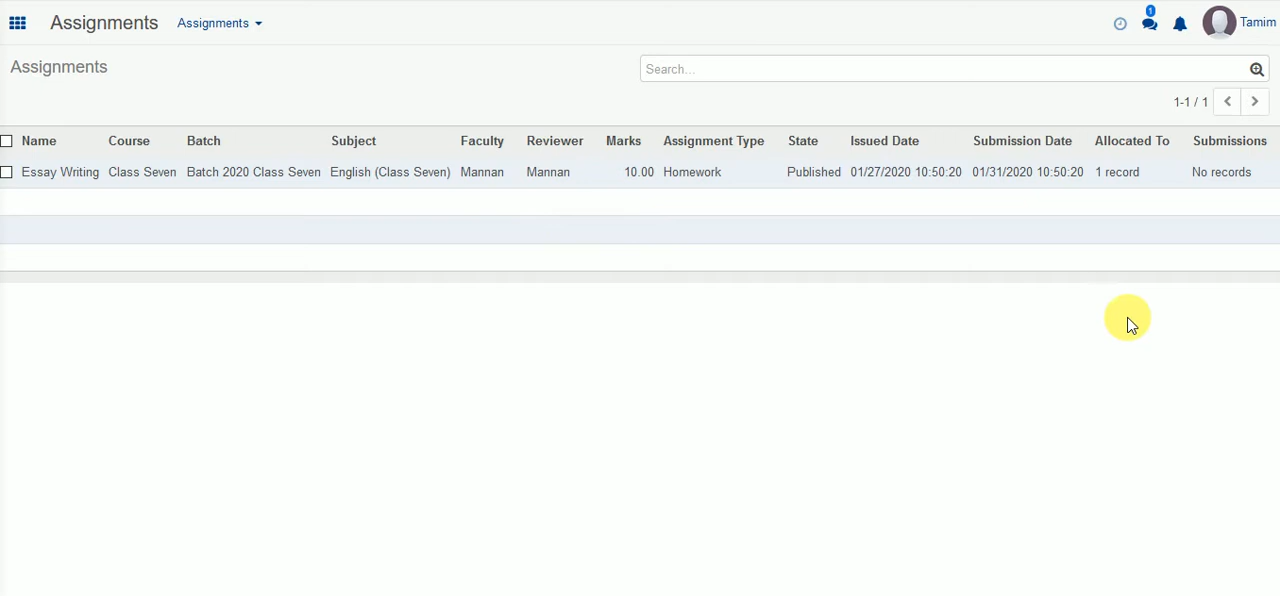 Assignments Assignments 1 Tamim
Assignments Search...
1-1 / 1
Name Course Batch Subject Faculty Reviewer Marks Assignment Type State Issued Date Submission Date Allocated To Submissions
Essay Writing Class Seven Batch 2020 Class Seven English (Class Seven) Mannan Mannan 10.00 Homework Published 01/27/2020 10:50:20 01/31/2020 10:50:20 1 record No records